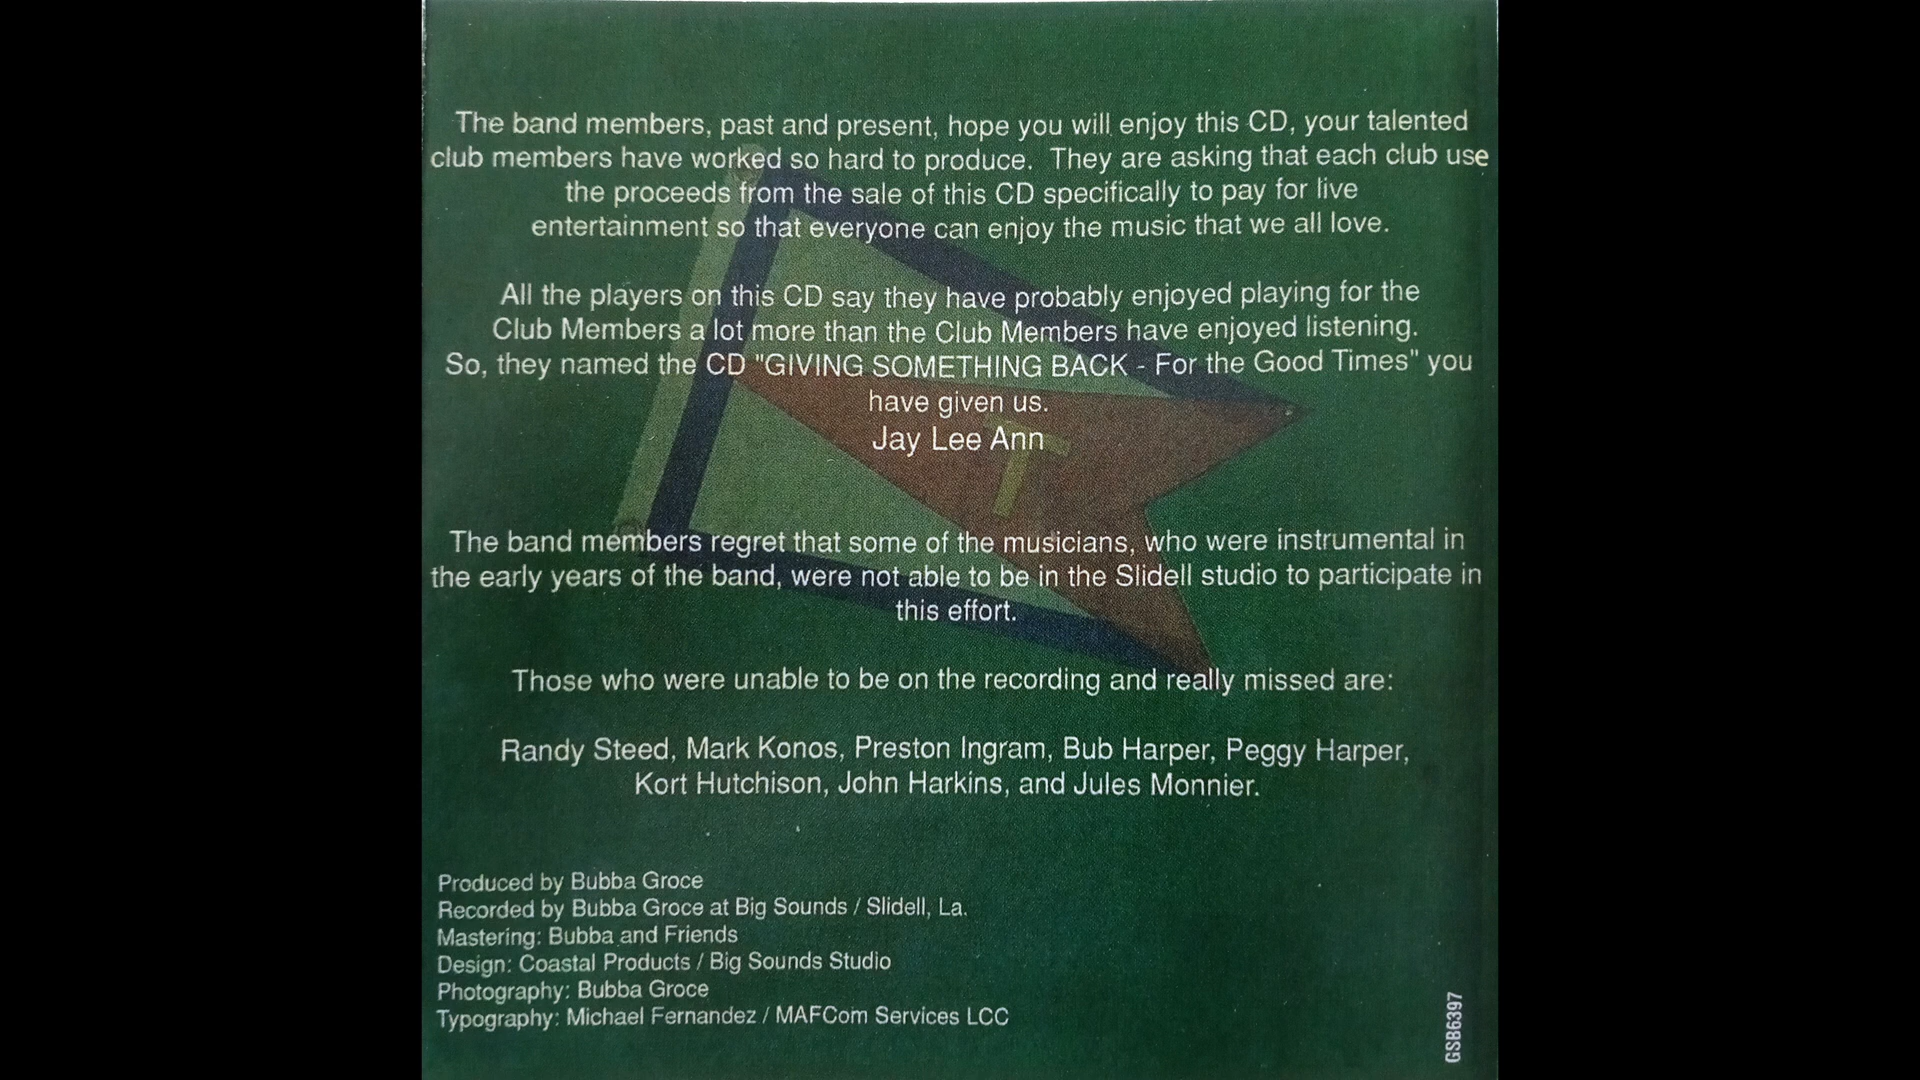 The band members, past and present, hope you will enjoy this CD, your talented
club members have worked so hard to produce. They are asking that each club use
the proceeds from the sale of this CD specifically to pay for live
entertainment so that everyone can enjoy the music that we all love.
All the players on this CD say they have probably enjoyed playing for the
Club Members a lot more than the Club Members have enjoyed listening.
So, they named the CD "GIVING SOMETHING BACK - For the Good Times" you
have given us.
Jay Lee Ann
T
The band members regret that some of the musicians, who were instrumental in
the early years of the band, were not able to be in the Slidell studio to participate in
this effort.
Those who were unable to be on the recording and really missed are:
Randy Steed, Mark Konos, Preston Ingram, Bub Harper, Peggy Harper,
Kort Hutchison, John Harkins, and Jules Monnier.
Produced by Bubba Groce
Recorded by Bubba Groce at Big Sounds / Slidell, La.
Mastering: Bubba and Friends
Design: Coastal Products / Big Sounds Studio
Photography: Bubba Groce
Typography: Michael Fernandez / MAFCom Services LCC
GSB6397